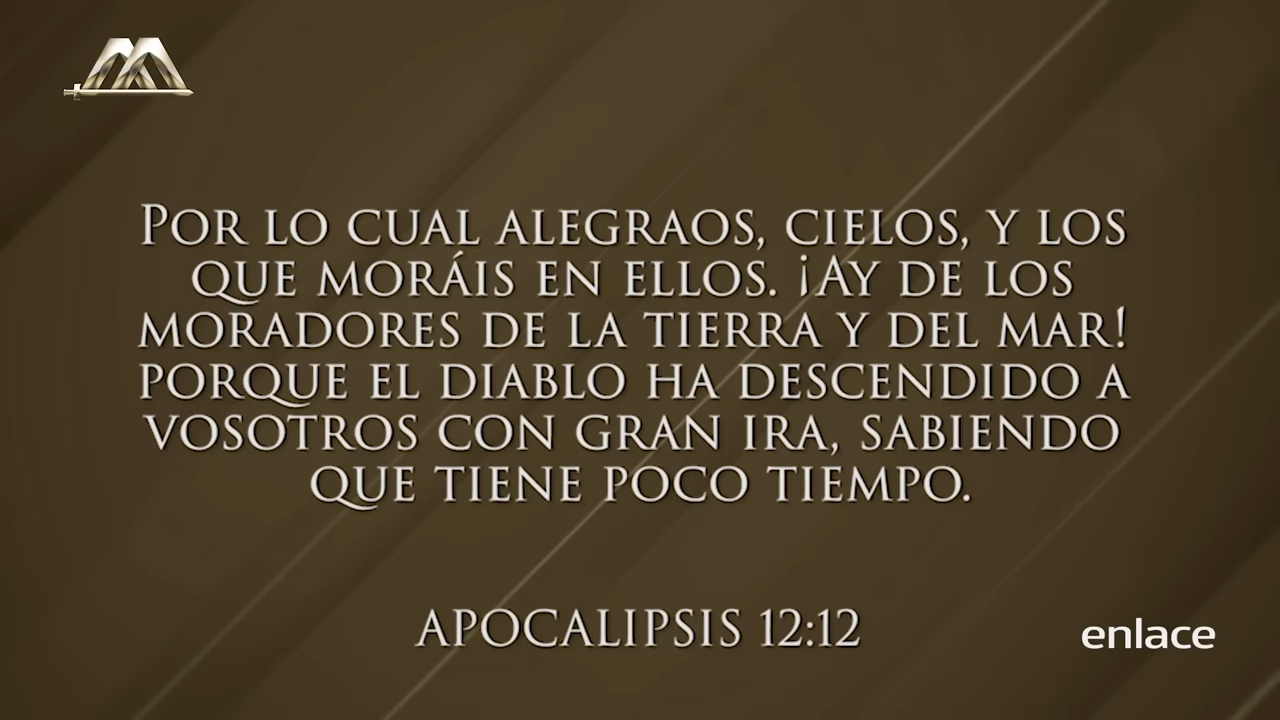 Por lo cual alegraos, cielos, y los
que moráis en ellos. ¡Ay de los
moradores de la tierra y del mar!
porque el diablo ha descendido a
vosotros con gran ira, sabiendo
que tiene poco tiempo.
APOCALIPSIS 12:12
enlace